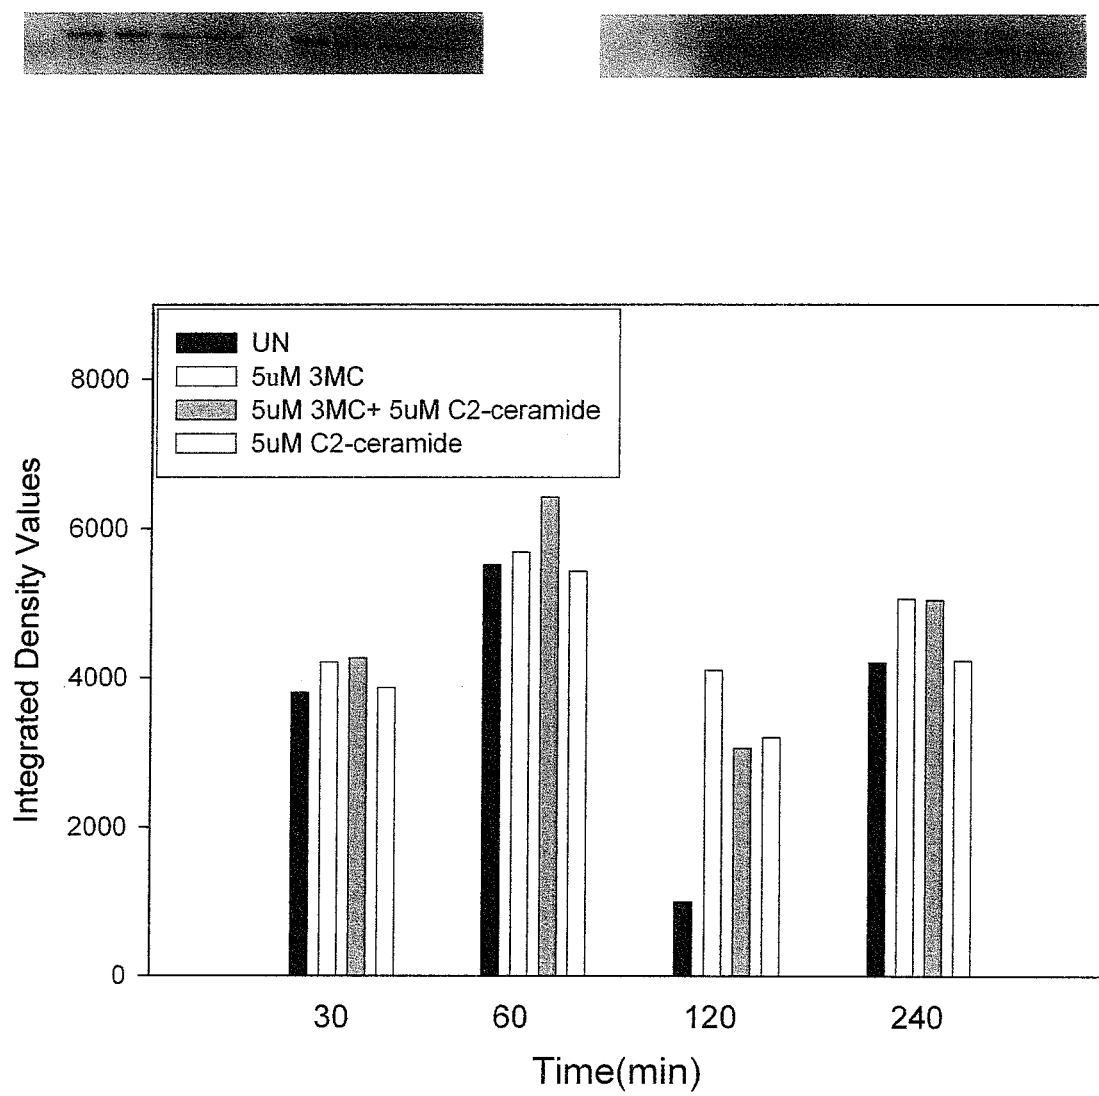 UN
5uM 3MC
5uM 3MC+ 5uM C2-ceramide
5uM C2-ceramide
8000
6000
4000
2000
0
Integrated Density Values
30 60 120 240
Time(min)